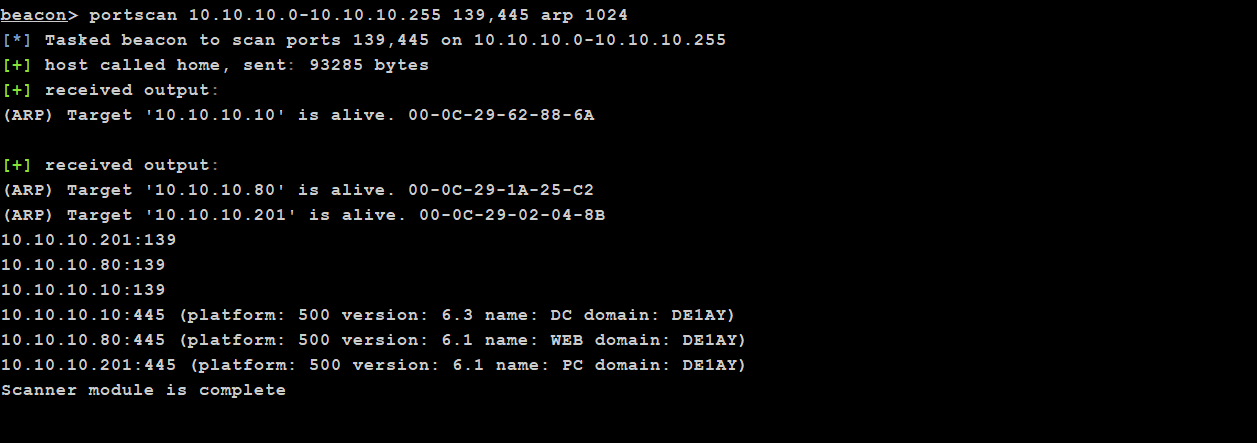 beacon> portscan 10.10.10.0-10.10.10.255 139,445 arp 1024
[*] Tasked beacon to scan ports 139,445 on 10.10.10.0-10.10.10.255
[+] host called home, sent: 93285 bytes
[+] received output:
(ARP) Target '10.10.10.10' is alive. 00-0C-29-62-88-6A
[+] received output:
(ARP) Target '10.10.10.80' is alive. 00-0C-29-1A-25-C2
(ARP) Target '10.10.10.201' is alive. 00-0C-29-02-04-8B
10.10.10.201:139
10.10.10.80:139
10.10.10.10:139
10.10.10.10:445 (platform: 500 version: 6.3 name: DC domain: DE1AY)
10.10.10.80:445 (platform: 500 version: 6.1 name: WEB domain: DE1AY)
10.10.10.201:445 (platform: 500 version: 6.1 name: PC domain: DE1AY)
Scanner module is complete